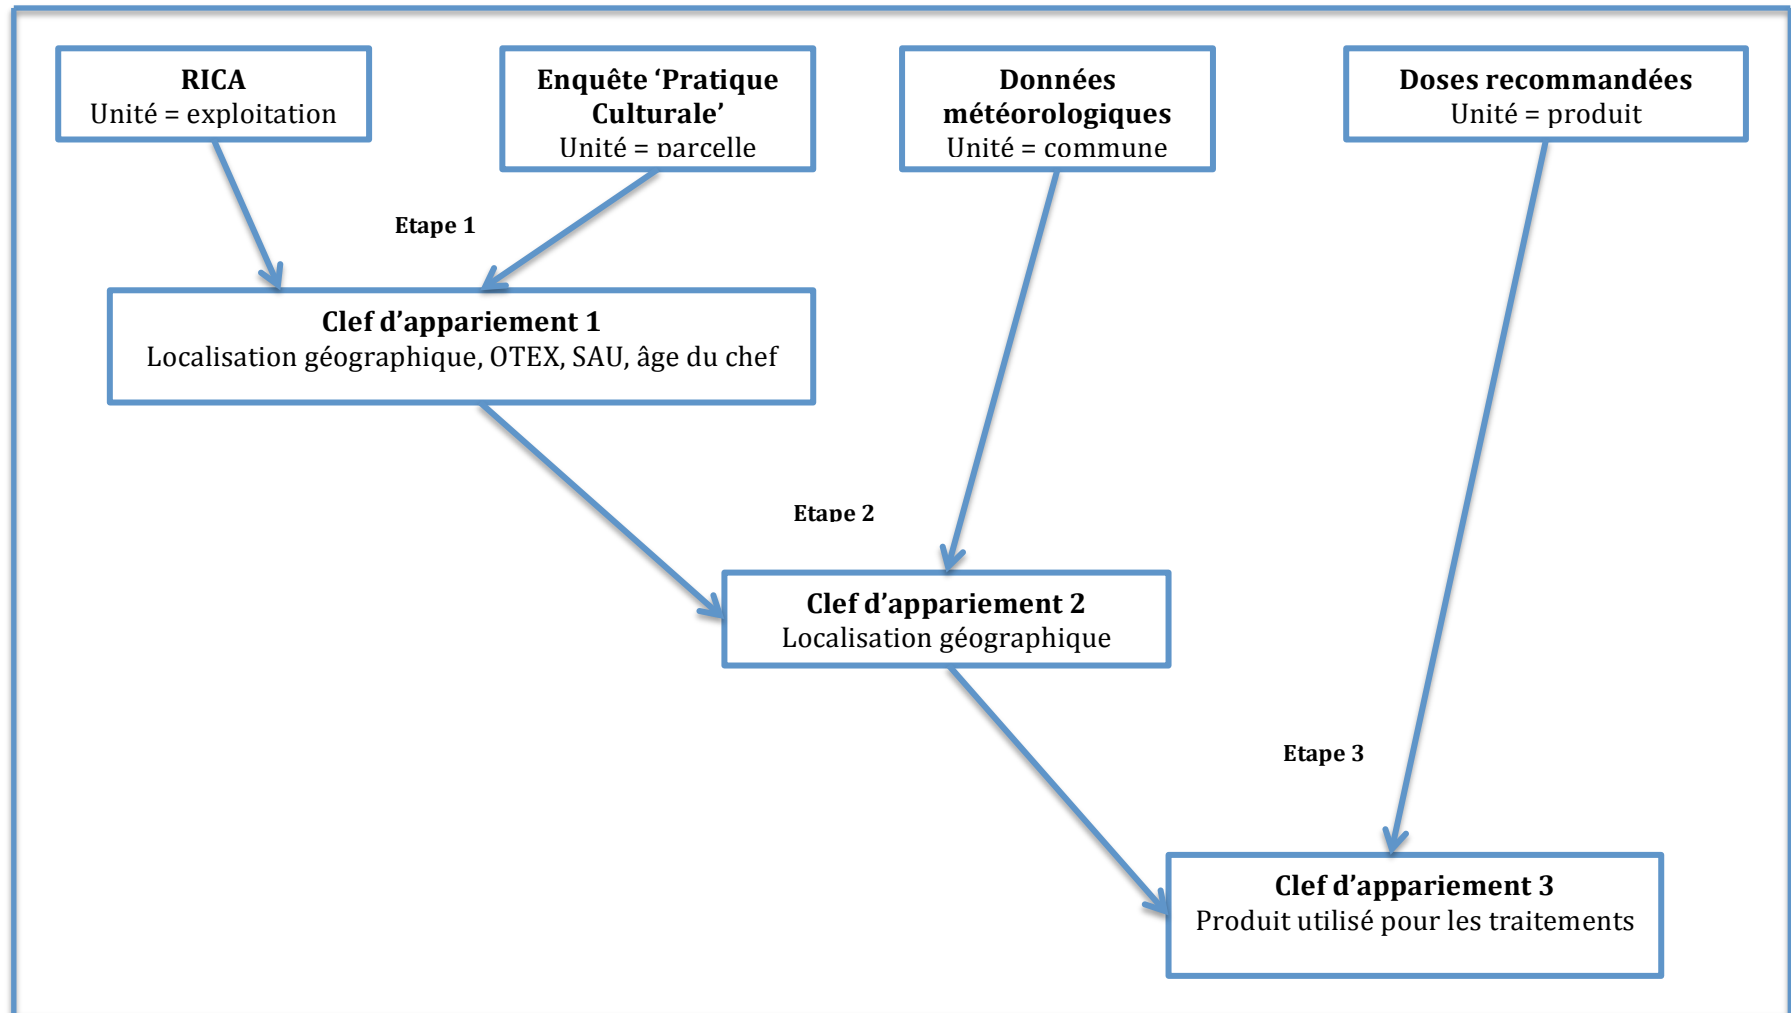 RICA
Unité = exploitation
Enquête ‘Pratique
Culturale’
Unité = parcelle
Données
météorologiques
Unité = commune
Doses recommandées
Unité = produit
Etape 1
Clef d’appariement 1
Localisation géographique, OTEX, SAU, âge du chef
Etape 2
Clef d’appariement 2
Localisation géographique
Etape 3
Clef d’appariement 3
Produit utilisé pour les traitements